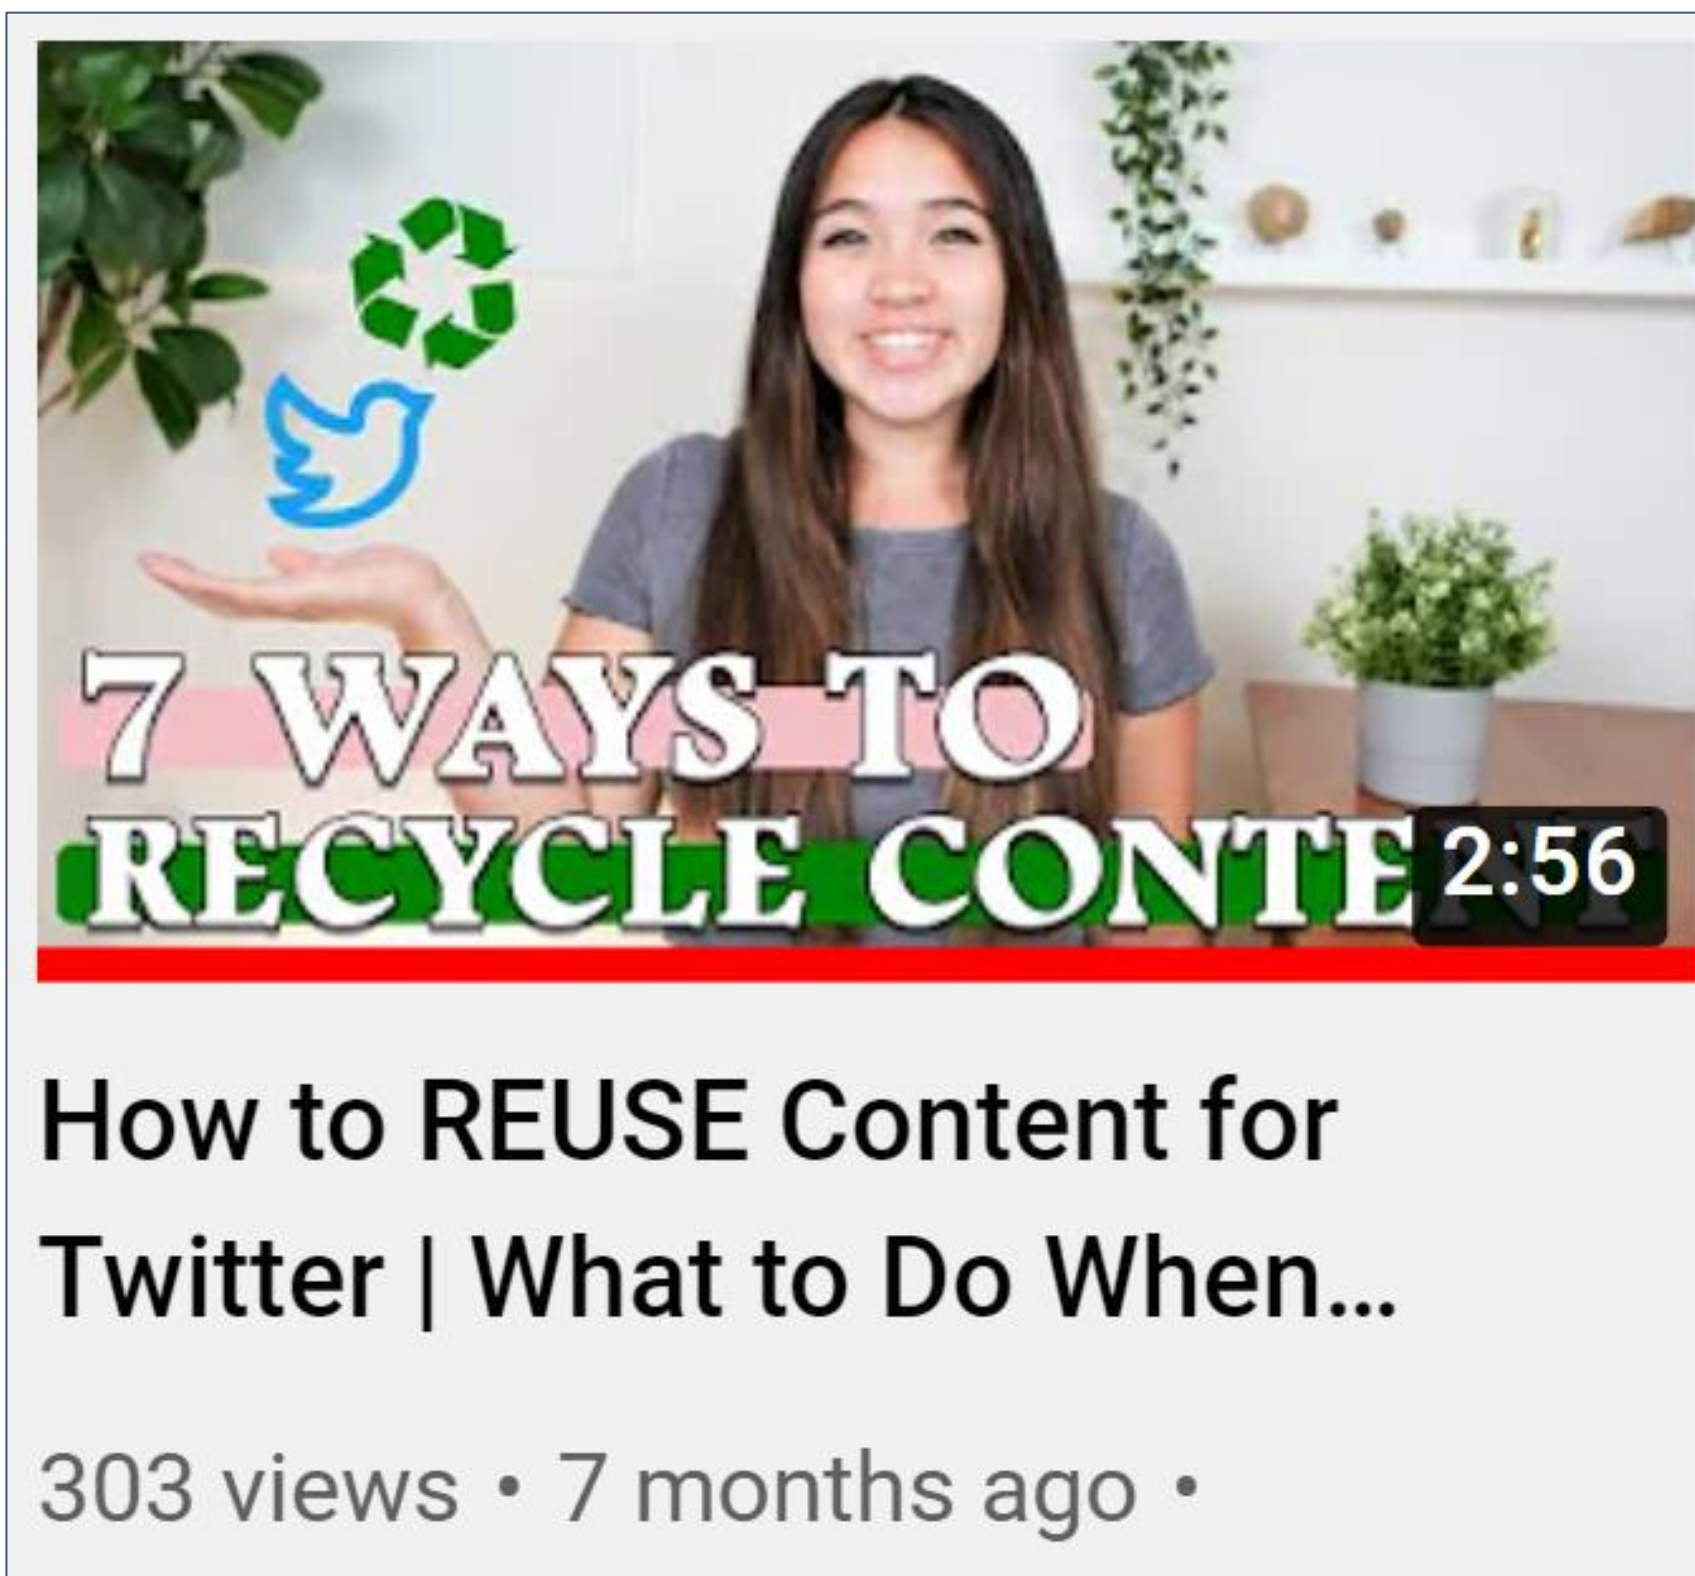 7 WAYS TO
RECYCLE CONTENT
2:56
How to REUSE Content for
Twitter | What to Do When...
303 views • 7 months ago •